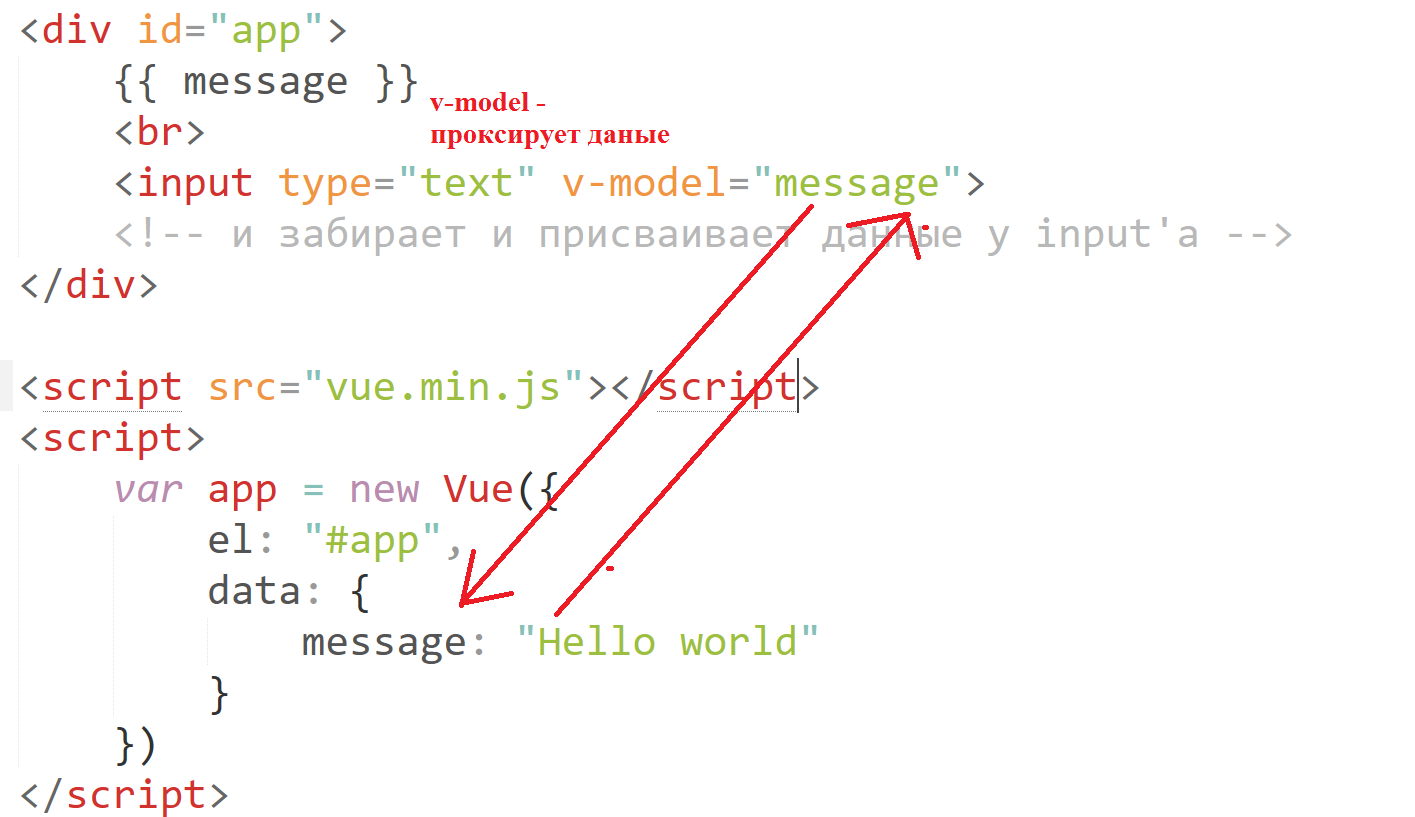 <div id="app">
{{ message }}
v-model -
проксирует даные
<br>
<input type="text" v-model="message">
<!-- и забирает и присваивает данные у input'а -->
</div>
<script src="vue.min.js"></script>
<script>
var app = new Vue({
el: "#app",
data: {
message: "Hello world"
}
})
</script>